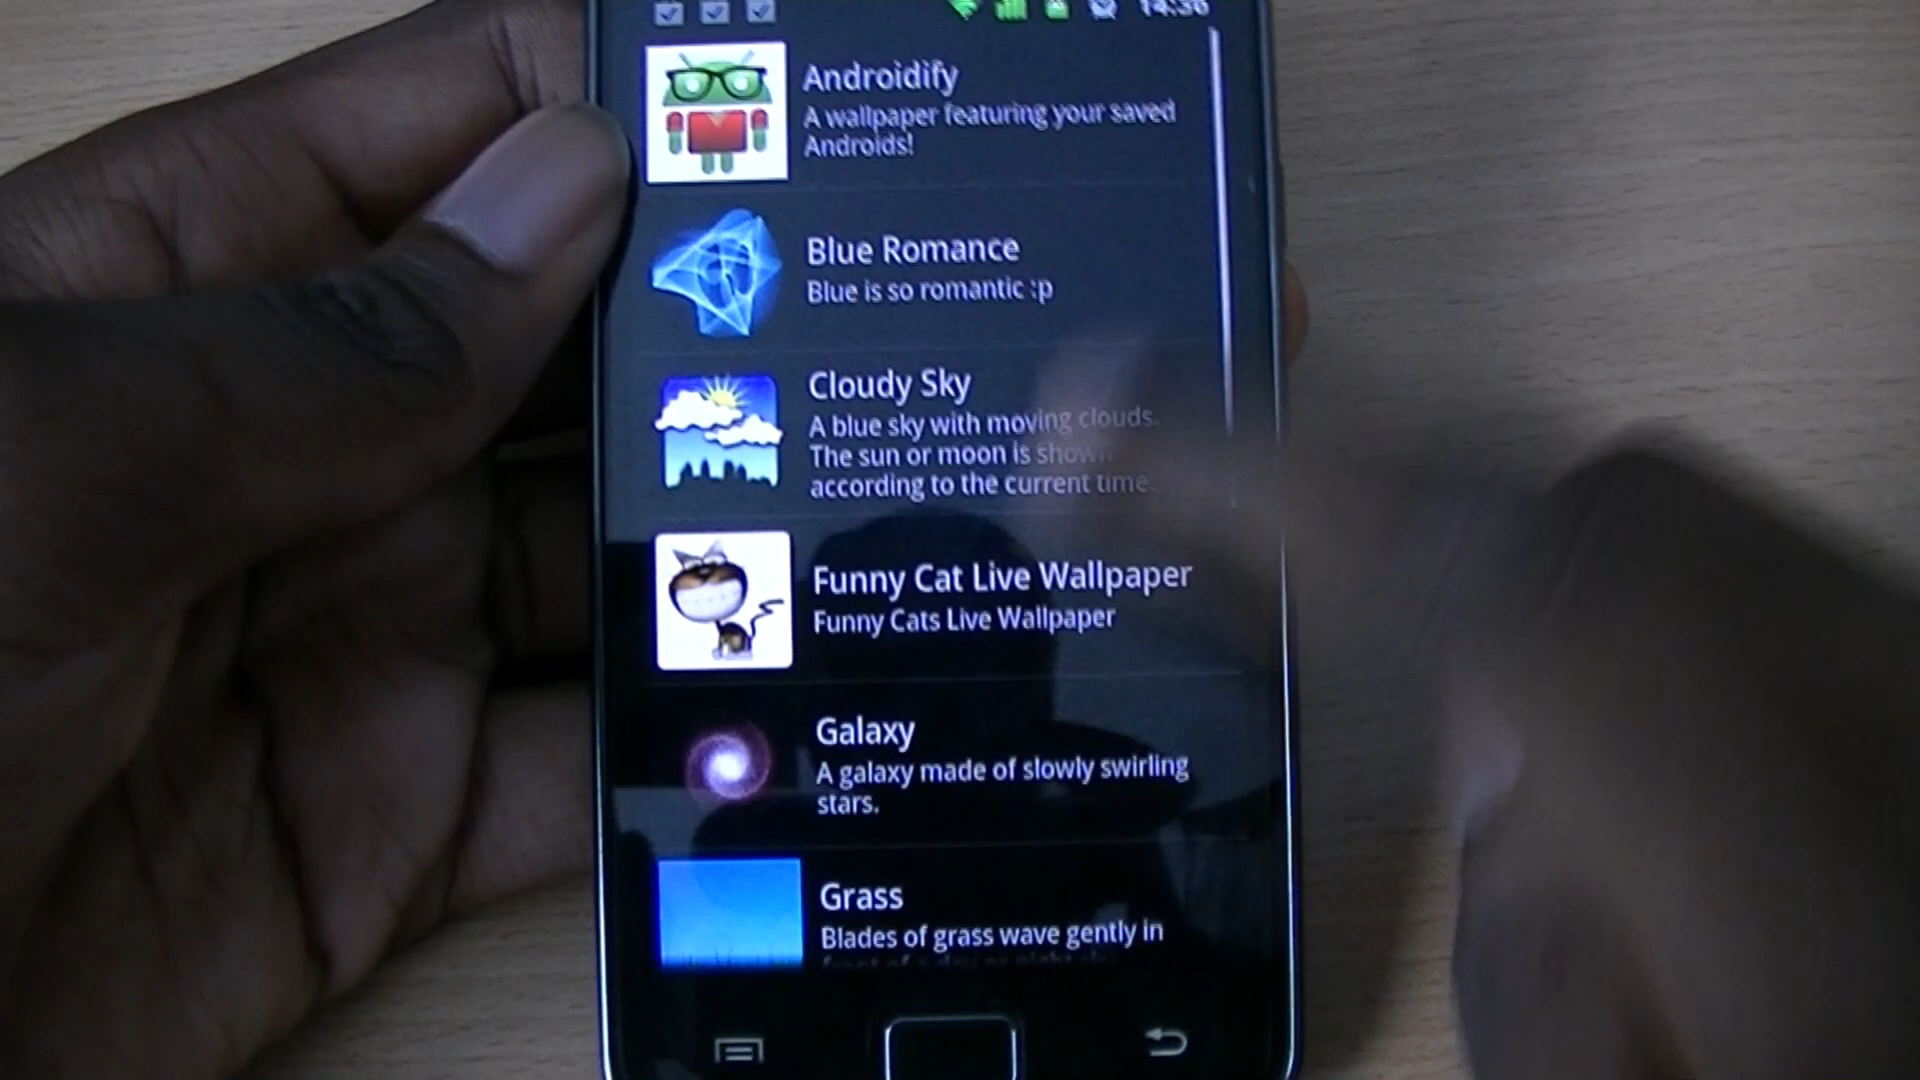 14:36
Androidify
A wallpaper featuring your saved
Androids!
Blue Romance
Blue is so romantic :p
Cloudy Sky
A blue sky with moving clouds.
The sun or moon is shown
according to the current time.
Funny Cat Live Wallpaper
Funny Cats Live Wallpaper
Galaxy
A galaxy made of slowly swirling
stars.
Grass
Blades of grass wave gently in